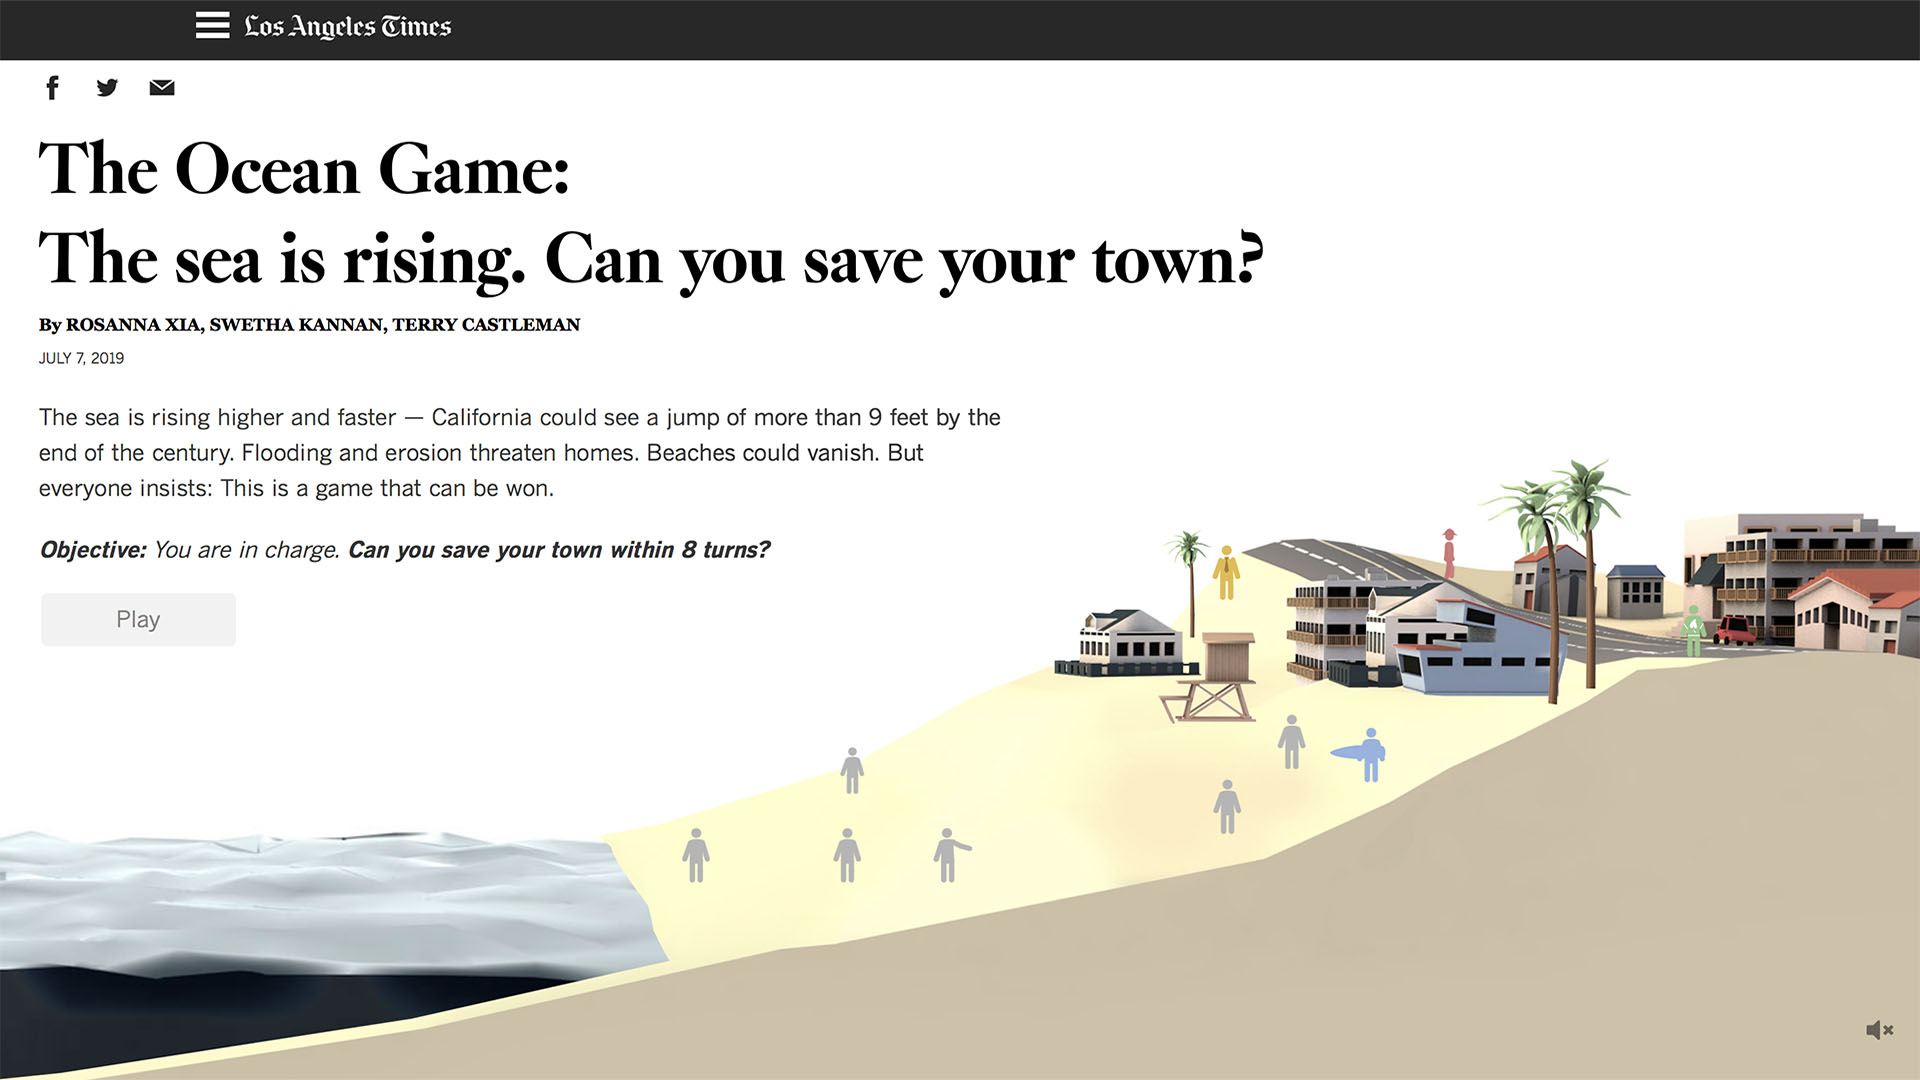 Los Angeles Times
The Ocean Game:
The sea is rising. Can you save your town?
By ROSANNA XIA, SWETHA KANNAN, TERRY CASTLEMAN
JULY 7, 2019
The sea is rising higher and faster — California could see a jump of more than 9 feet by the
end of the century. Flooding and erosion threaten homes. Beaches could vanish. But
everyone insists: This is a game that can be won.
Objective: You are in charge. Can you save your town within 8 turns?
Play